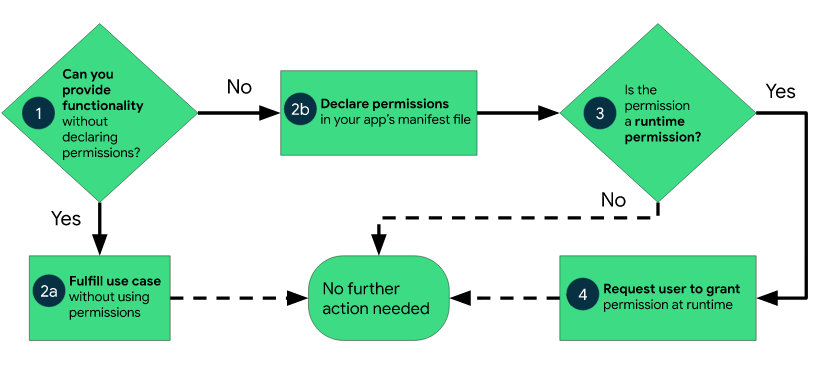 1
Can you
provide
functionality
without
declaring
permissions?
No
2b
Declare permissions
in your app's manifest file
3
Is the
permission
a runtime
permission?
Yes
Yes
No
2a
Fulfill use case
without using
permissions
No further
action needed
4
Request user to grant
permission at runtime